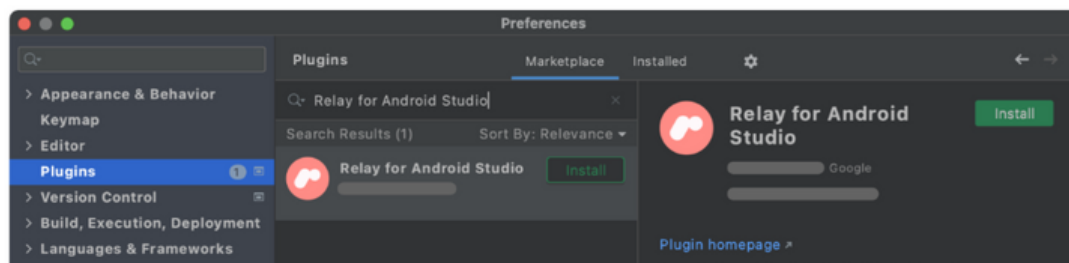 Preferences
Appearance & Behavior
Keymap
Editor
Plugins 1
Version Control
Build, Execution, Deployment
Languages & Frameworks
Plugins Marketplace Installed
Relay for Android Studio
Search Results (1) Sort By: Relevance
Relay for Android Studio Install
Relay for Android
Studio
Install
Google
Plugin homepage